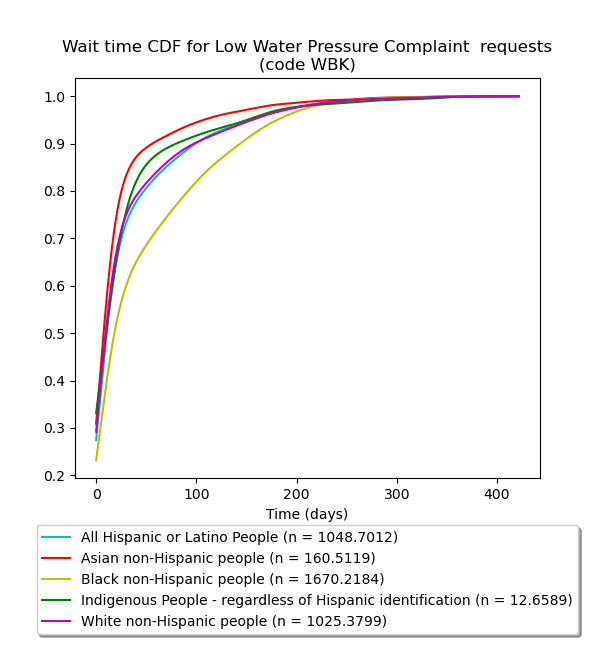 Wait time CDF for Low Water Pressure Complaint  requests
(code WBK)
1.0
0.9
0.8
0.7
0.6
0.5
0.4
0.3
0.2
0 100 200 300 400
Time (days)
All Hispanic or Latino People (n = 1048.7012)
Asian non-Hispanic people (n = 160.5119)
Black non-Hispanic people (n = 1670.2184)
Indigenous People - regardless of Hispanic identification (n = 12.6589)
White non-Hispanic people (n = 1025.3799)